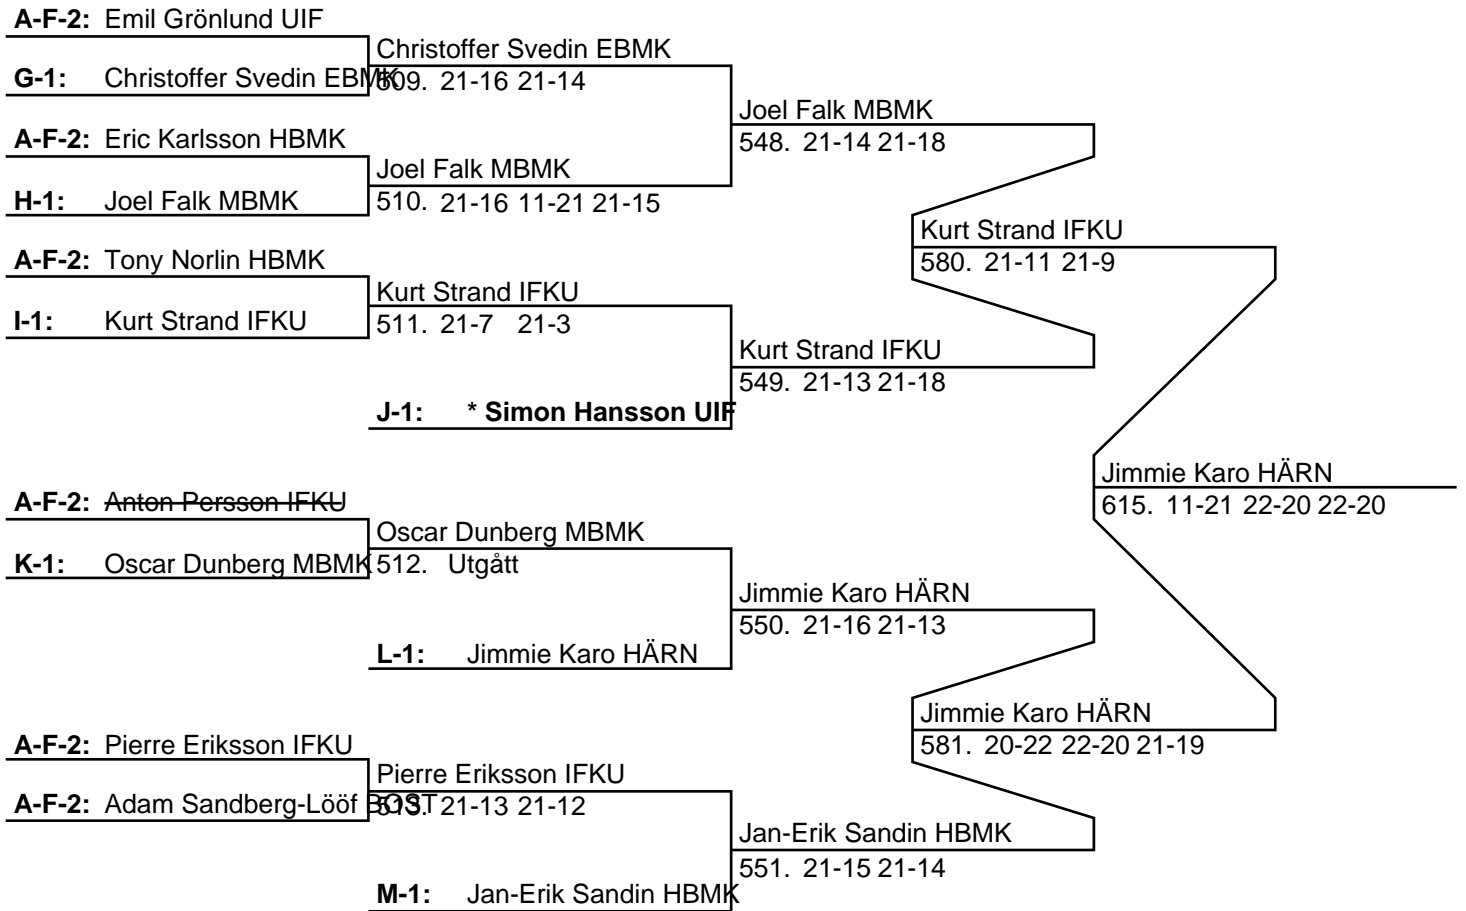 A-F-2: Emil Grönlund UIF
Christoffer Svedin EBMK
G-1: Christoffer Svedin EBMK
509. 21-16 21-14
Joel Falk MBMK
548. 21-14 21-18
A-F-2: Eric Karlsson HBMK
Joel Falk MBMK
H-1: Joel Falk MBMK
510. 21-16 11-21 21-15
Kurt Strand IFKU
580. 21-11 21-9
A-F-2: Tony Norlin HBMK
Kurt Strand IFKU
I-1: Kurt Strand IFKU
511. 21-7 21-3
Kurt Strand IFKU
549. 21-13 21-18
J-1: * Simon Hansson UIF
Jimmie Karo HÄRN
615. 11-21 22-20 22-20
A-F-2: Anton Persson IFKU
Oscar Dunberg MBMK
K-1: Oscar Dunberg MBMK
512. Utgått
Jimmie Karo HÄRN
550. 21-16 21-13
L-1: Jimmie Karo HÄRN
Jimmie Karo HÄRN
581. 20-22 22-20 21-19
A-F-2: Pierre Eriksson IFKU
Pierre Eriksson IFKU
A-F-2: Adam Sandberg-Lööf BOST
513. 21-13 21-12
Jan-Erik Sandin HBMK
551. 21-15 21-14
M-1: Jan-Erik Sandin HBMK